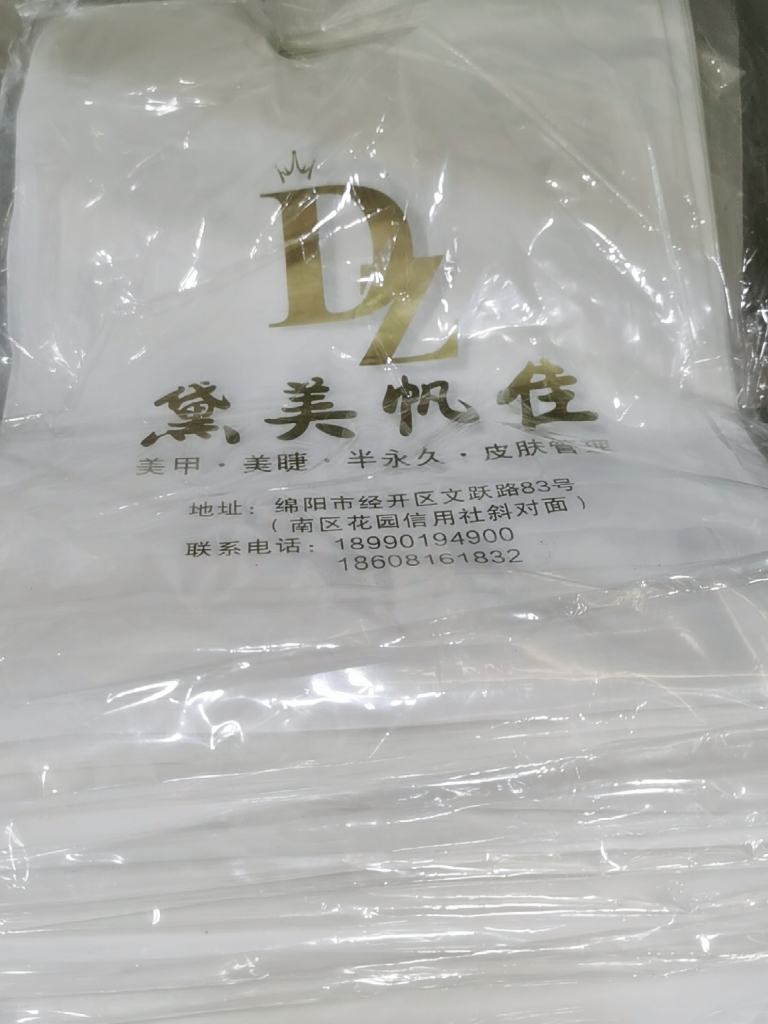 DZ
黛美帆佳
美甲·美睫·半永久·皮肤管理
地址：绵阳市经开区文跃路83号
（南区花园信用社斜对面）
联系电话：18990194900
18608161832